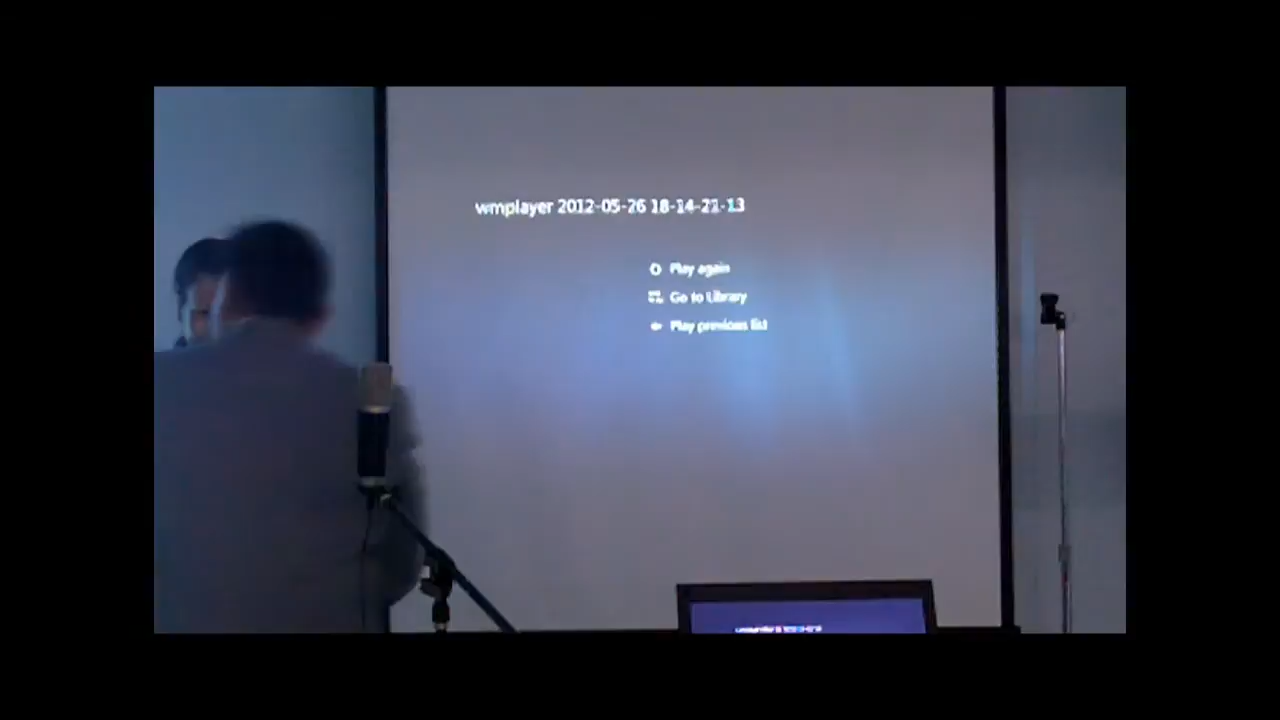 wmplayer 2012-05-26 18-14-21-13
Play again
Go to Library
Play previous list